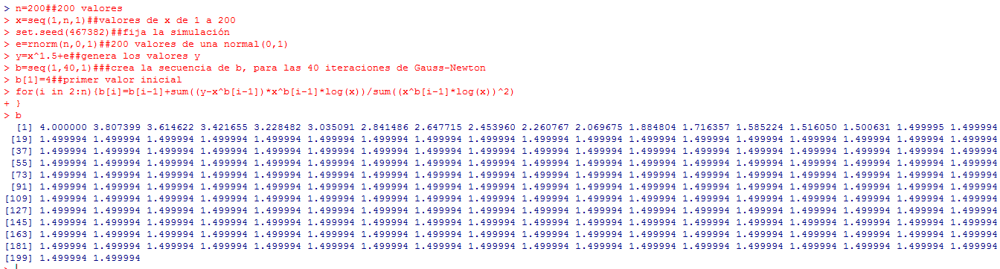 > n=200##200 valores
> x=seq(1,n,1)##valores de x de 1 a 200
> set.seed(467382)##fija la simulación
> e=rnorm(n,0,1)##200 valores de una normal(0,1)
> y=x^1.5+e##genera los valores y
> b=seq(1,40,1)###crea la secuencia de b, para las 40 iteraciones de Gauss-Newton
> b[1]=4##primer valor inicial
> for(i in 2:n){b[i]=b[i-1]+sum((y-x^b[i-1])*x^b[i-1]*log(x))/sum((x^b[i-1]*log(x))^2)
+ }
> b
[1] 4.000000 3.807399 3.614622 3.421655 3.228482 3.035091 2.841486 2.647715 2.453960 2.260767 2.069675 1.884804 1.716357 1.585224 1.516050 1.500631 1.499995 1.499994
[19] 1.499994 1.499994 1.499994 1.499994 1.499994 1.499994 1.499994 1.499994 1.499994 1.499994 1.499994 1.499994 1.499994 1.499994 1.499994 1.499994 1.499994 1.499994
[37] 1.499994 1.499994 1.499994 1.499994 1.499994 1.499994 1.499994 1.499994 1.499994 1.499994 1.499994 1.499994 1.499994 1.499994 1.499994 1.499994 1.499994 1.499994
[55] 1.499994 1.499994 1.499994 1.499994 1.499994 1.499994 1.499994 1.499994 1.499994 1.499994 1.499994 1.499994 1.499994 1.499994 1.499994 1.499994 1.499994 1.499994
[73] 1.499994 1.499994 1.499994 1.499994 1.499994 1.499994 1.499994 1.499994 1.499994 1.499994 1.499994 1.499994 1.499994 1.499994 1.499994 1.499994 1.499994 1.499994
[91] 1.499994 1.499994 1.499994 1.499994 1.499994 1.499994 1.499994 1.499994 1.499994 1.499994 1.499994 1.499994 1.499994 1.499994 1.499994 1.499994 1.499994 1.499994
[109] 1.499994 1.499994 1.499994 1.499994 1.499994 1.499994 1.499994 1.499994 1.499994 1.499994 1.499994 1.499994 1.499994 1.499994 1.499994 1.499994 1.499994 1.499994
[127] 1.499994 1.499994 1.499994 1.499994 1.499994 1.499994 1.499994 1.499994 1.499994 1.499994 1.499994 1.499994 1.499994 1.499994 1.499994 1.499994 1.499994 1.499994
[145] 1.499994 1.499994 1.499994 1.499994 1.499994 1.499994 1.499994 1.499994 1.499994 1.499994 1.499994 1.499994 1.499994 1.499994 1.499994 1.499994 1.499994 1.499994
[163] 1.499994 1.499994 1.499994 1.499994 1.499994 1.499994 1.499994 1.499994 1.499994 1.499994 1.499994 1.499994 1.499994 1.499994 1.499994 1.499994 1.499994 1.499994
[181] 1.499994 1.499994 1.499994 1.499994 1.499994 1.499994 1.499994 1.499994 1.499994 1.499994 1.499994 1.499994 1.499994 1.499994 1.499994 1.499994 1.499994 1.499994
[199] 1.499994 1.499994
>